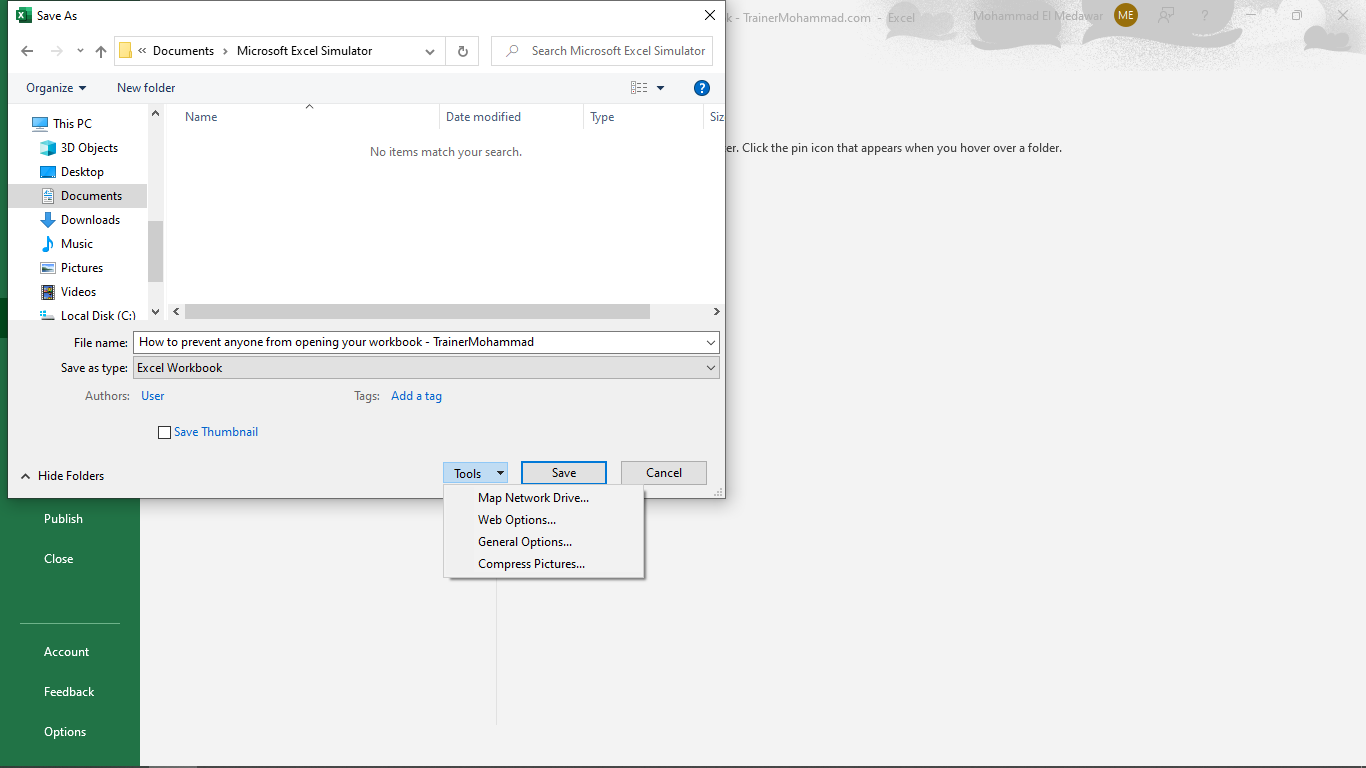 Save As
k - TrainerMohammad.com - Excel
Mohammad El Medawar
ME
?
« Documents › Microsoft Excel Simulator
Search Microsoft Excel Simulator
Organize
New folder
?
This PC
3D Objects
Desktop
Documents
Downloads
Music
Pictures
Videos
Local Disk (C:)
Name
Date modified
Type
Siz
No items match your search.
er. Click the pin icon that appears when you hover over a folder.
File name: How to prevent anyone from opening your workbook - TrainerMohammad
Save as type: Excel Workbook
Authors: User
Tags: Add a tag
Save Thumbnail
Hide Folders
Tools
Save
Cancel
Map Network Drive...
Web Options...
General Options...
Compress Pictures...
Publish
Close
Account
Feedback
Options